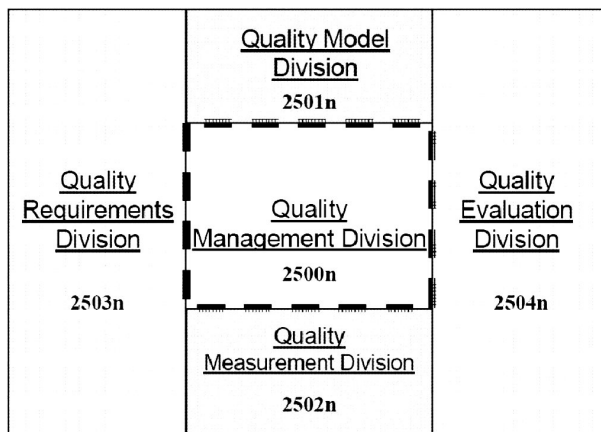 Quality Model
Division
2501n
Quality
Requirements
Division
2503n
Quality
Management Division
2500n
Quality
Evaluation
Division
2504n
Quality
Measurement Division
2502n